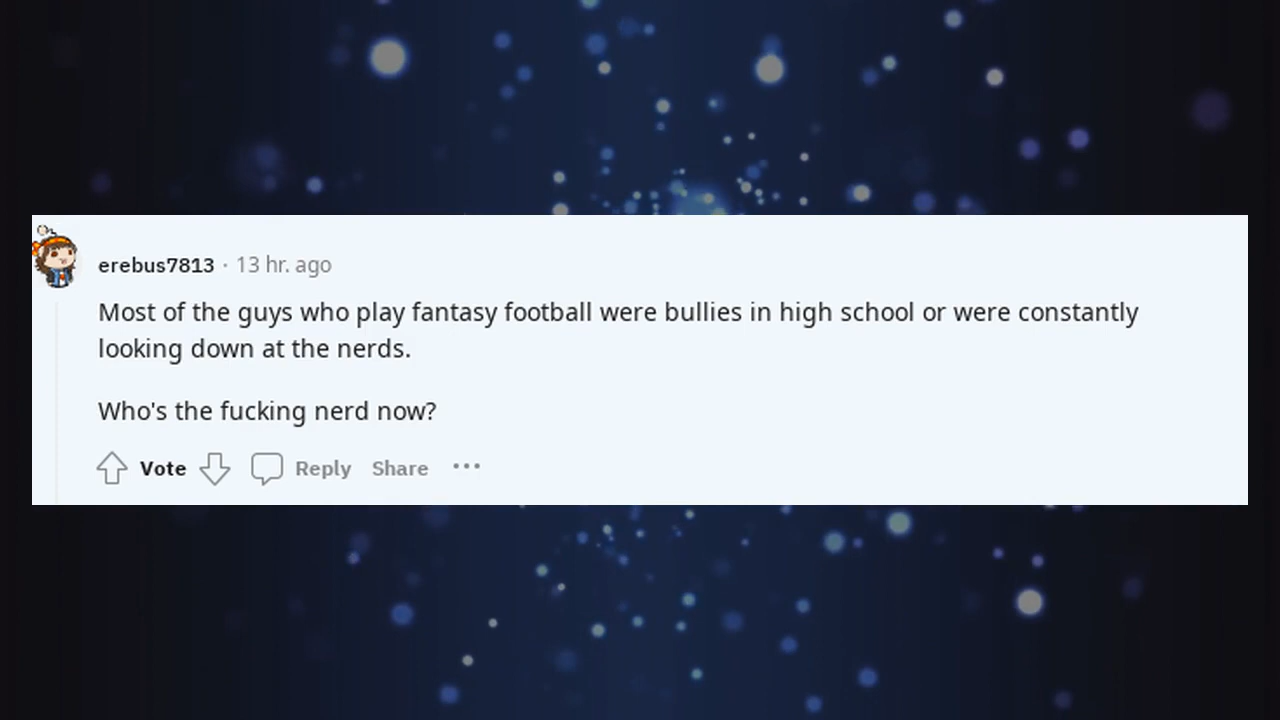 erebus7813 · 13 hr. ago
Most of the guys who play fantasy football were bullies in high school or were constantly
looking down at the nerds.
Who's the fucking nerd now?
Vote Reply Share ...